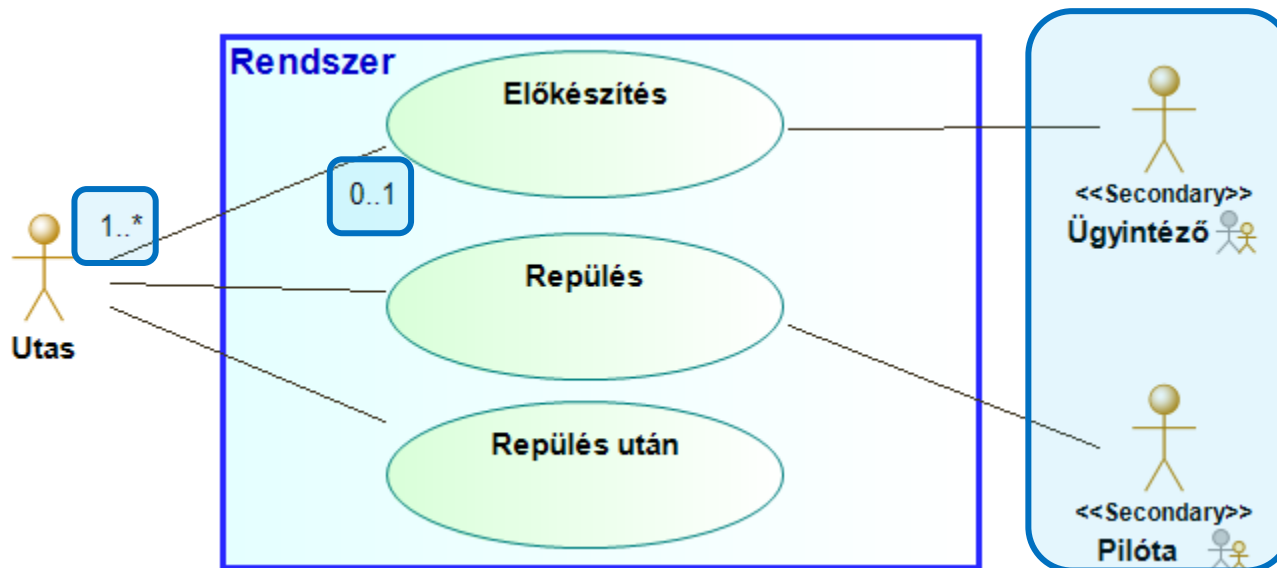 Rendszer
Előkészítés
0..1
1..*
<<Secondary>>
Ügyintéző
Repülés
Utas
Repülés után
<<Secondary>>
Pilóta